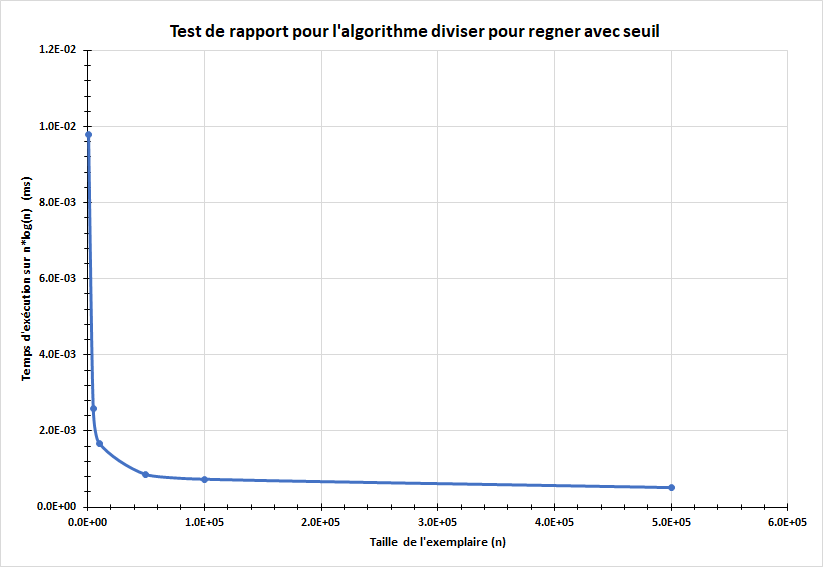 Test de rapport pour l'algorithme diviser pour regner avec seuil
1.2E-02
1.0E-02
8.0E-03
6.0E-03
4.0E-03
2.0E-03
0.0E+00
Temps d'exécution sur n*log(n) (ms)
0.0E+00 1.0E+05 2.0E+05 3.0E+05 4.0E+05 5.0E+05 6.0E+05
Taille de l'exemplaire (n)